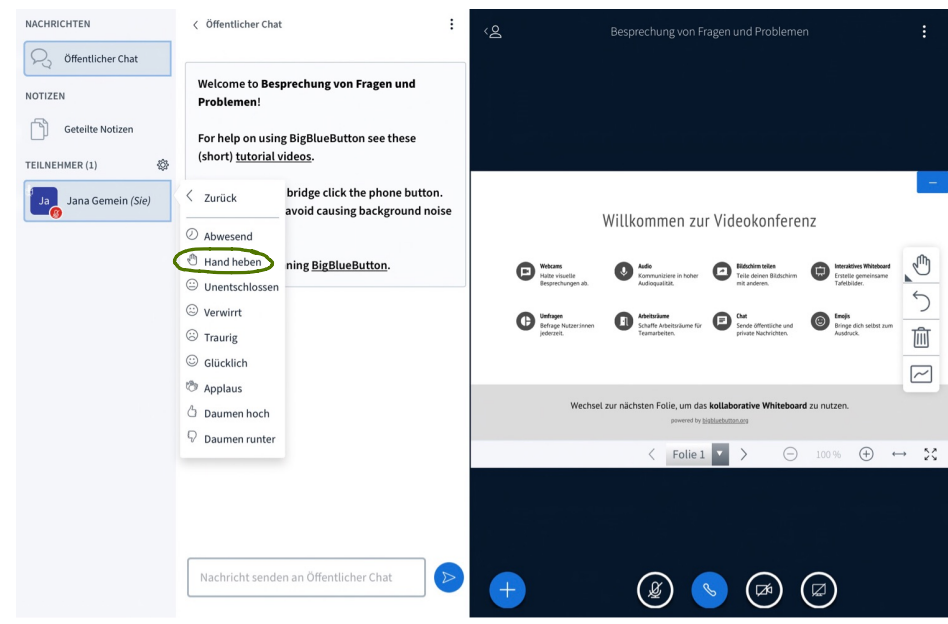 NACHRICHTEN
Öffentlicher Chat
NOTIZEN
Geteilte Notizen
TEILNEHMER (1)
Ja
Jana Gemein (Sie)
Öffentlicher Chat
Welcome to Besprechung von Fragen und
Problemen!
For help on using BigBlueButton see these
(short) tutorial videos.
bridge click the phone button.
avoid causing background noise
ning BigBlueButton.
Zurück
Abwesend
Hand heben
Unentschlossen
Verwirrt
Traurig
Glücklich
Applaus
Daumen hoch
Daumen runter
Nachricht senden an Öffentlicher Chat
Besprechung von Fragen und Problemen
Willkommen zur Videokonferenz
Webcams
Halte visuelle
Besprechungen ab.
Audio
Kommuniziere in hoher
Audioqualität.
Bildschirm teilen
Teile deinen Bildschirm
mit anderen.
Interaktives Whiteboard
Erstelle gemeinsame
Tafelbilder.
Umfragen
Befrage Nutzer:innen
jederzeit.
Arbeitsräume
Schaffe Arbeitsräume für
Teamarbeiten.
Chat
Sende öffentliche und
private Nachrichten.
Emojis
Bringe dich selbst zum
Ausdruck.
Wechsel zur nächsten Folie, um das kollaborative Whiteboard zu nutzen.
powered by bigbluebutton.org
Folie 1
100 %